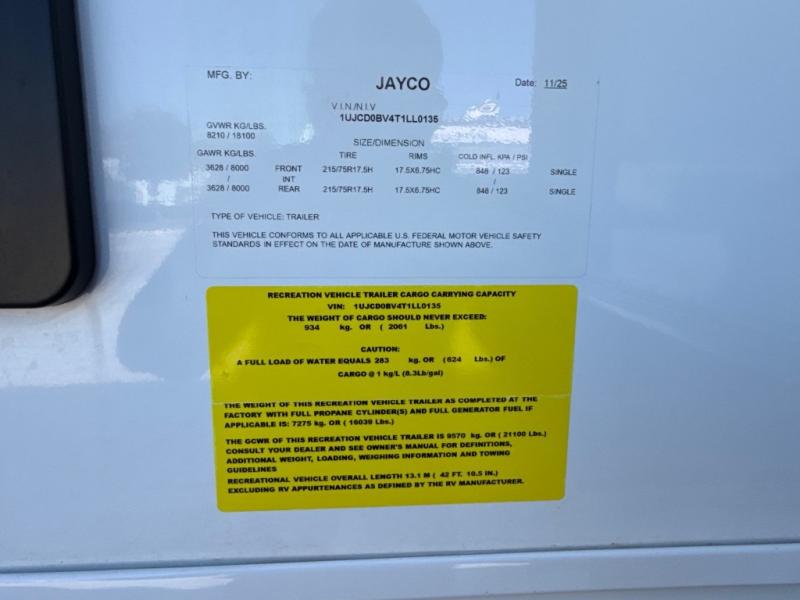 MFG. BY: JAYCO Date: 11/25
V.I.N./N.I.V
1UJCD0BV4T1LL0135
GVWR KG/LBS.
8210 / 18100
SIZE/DIMENSION
GAWR KG/LBS. TIRE RIMS COLD INFL. KPA / PSI
3628 / 8000 FRONT 215/75R17.5H 17.5X6.75HC 848 / 123 SINGLE
/ INT /
3628 / 8000 REAR 215/75R17.5H 17.5X6.75HC 848 / 123 SINGLE
TYPE OF VEHICLE: TRAILER
THIS VEHICLE CONFORMS TO ALL APPLICABLE U.S. FEDERAL MOTOR VEHICLE SAFETY
STANDARDS IN EFFECT ON THE DATE OF MANUFACTURE SHOWN ABOVE.
RECREATION VEHICLE TRAILER CARGO CARRYING CAPACITY
VIN: 1UJCD0BV4T1LL0135
THE WEIGHT OF CARGO SHOULD NEVER EXCEED:
934 kg. OR ( 2061 Lbs.)
CAUTION:
A FULL LOAD OF WATER EQUALS 283 kg. OR (624 Lbs.) OF
CARGO @ 1 kg/L (8.3Lb/gal)
THE WEIGHT OF THIS RECREATION VEHICLE TRAILER AS COMPLETED AT THE
FACTORY WITH FULL PROPANE CYLINDER(S) AND FULL GENERATOR FUEL IF
APPLICABLE IS: 7275 kg. OR ( 16039 Lbs.)
THE GCWR OF THIS RECREATION VEHICLE TRAILER IS 9570 kg. OR ( 21100 Lbs.)
CONSULT YOUR DEALER AND SEE OWNER'S MANUAL FOR DEFINITIONS,
ADDITIONAL WEIGHT, LOADING, WEIGHING INFORMATION AND TOWING
GUIDELINES
RECREATIONAL VEHICLE OVERALL LENGTH 13.1 M ( 42 FT. 10.5 IN.)
EXCLUDING RV APPURTENANCES AS DEFINED BY THE RV MANUFACTURER.